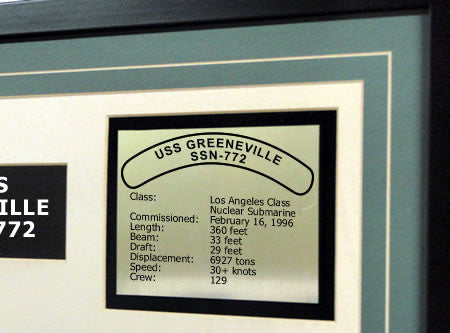 S
VILLE
772
USS GREENEVILLE
SSN-772
Class: Los Angeles Class
Nuclear Submarine
Commissioned: February 16, 1996
Length: 360 feet
Beam: 33 feet
Draft: 29 feet
Displacement: 6927 tons
Speed: 30+ knots
Crew: 129